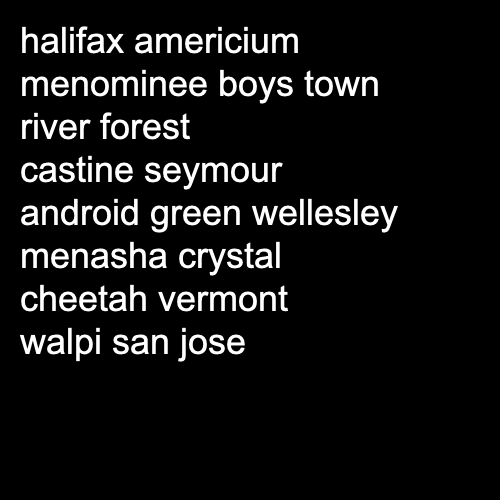 halifax americium
menominee boys town
river forest
castine seymour
android green wellesley
menasha crystal
cheetah vermont
walpi san jose